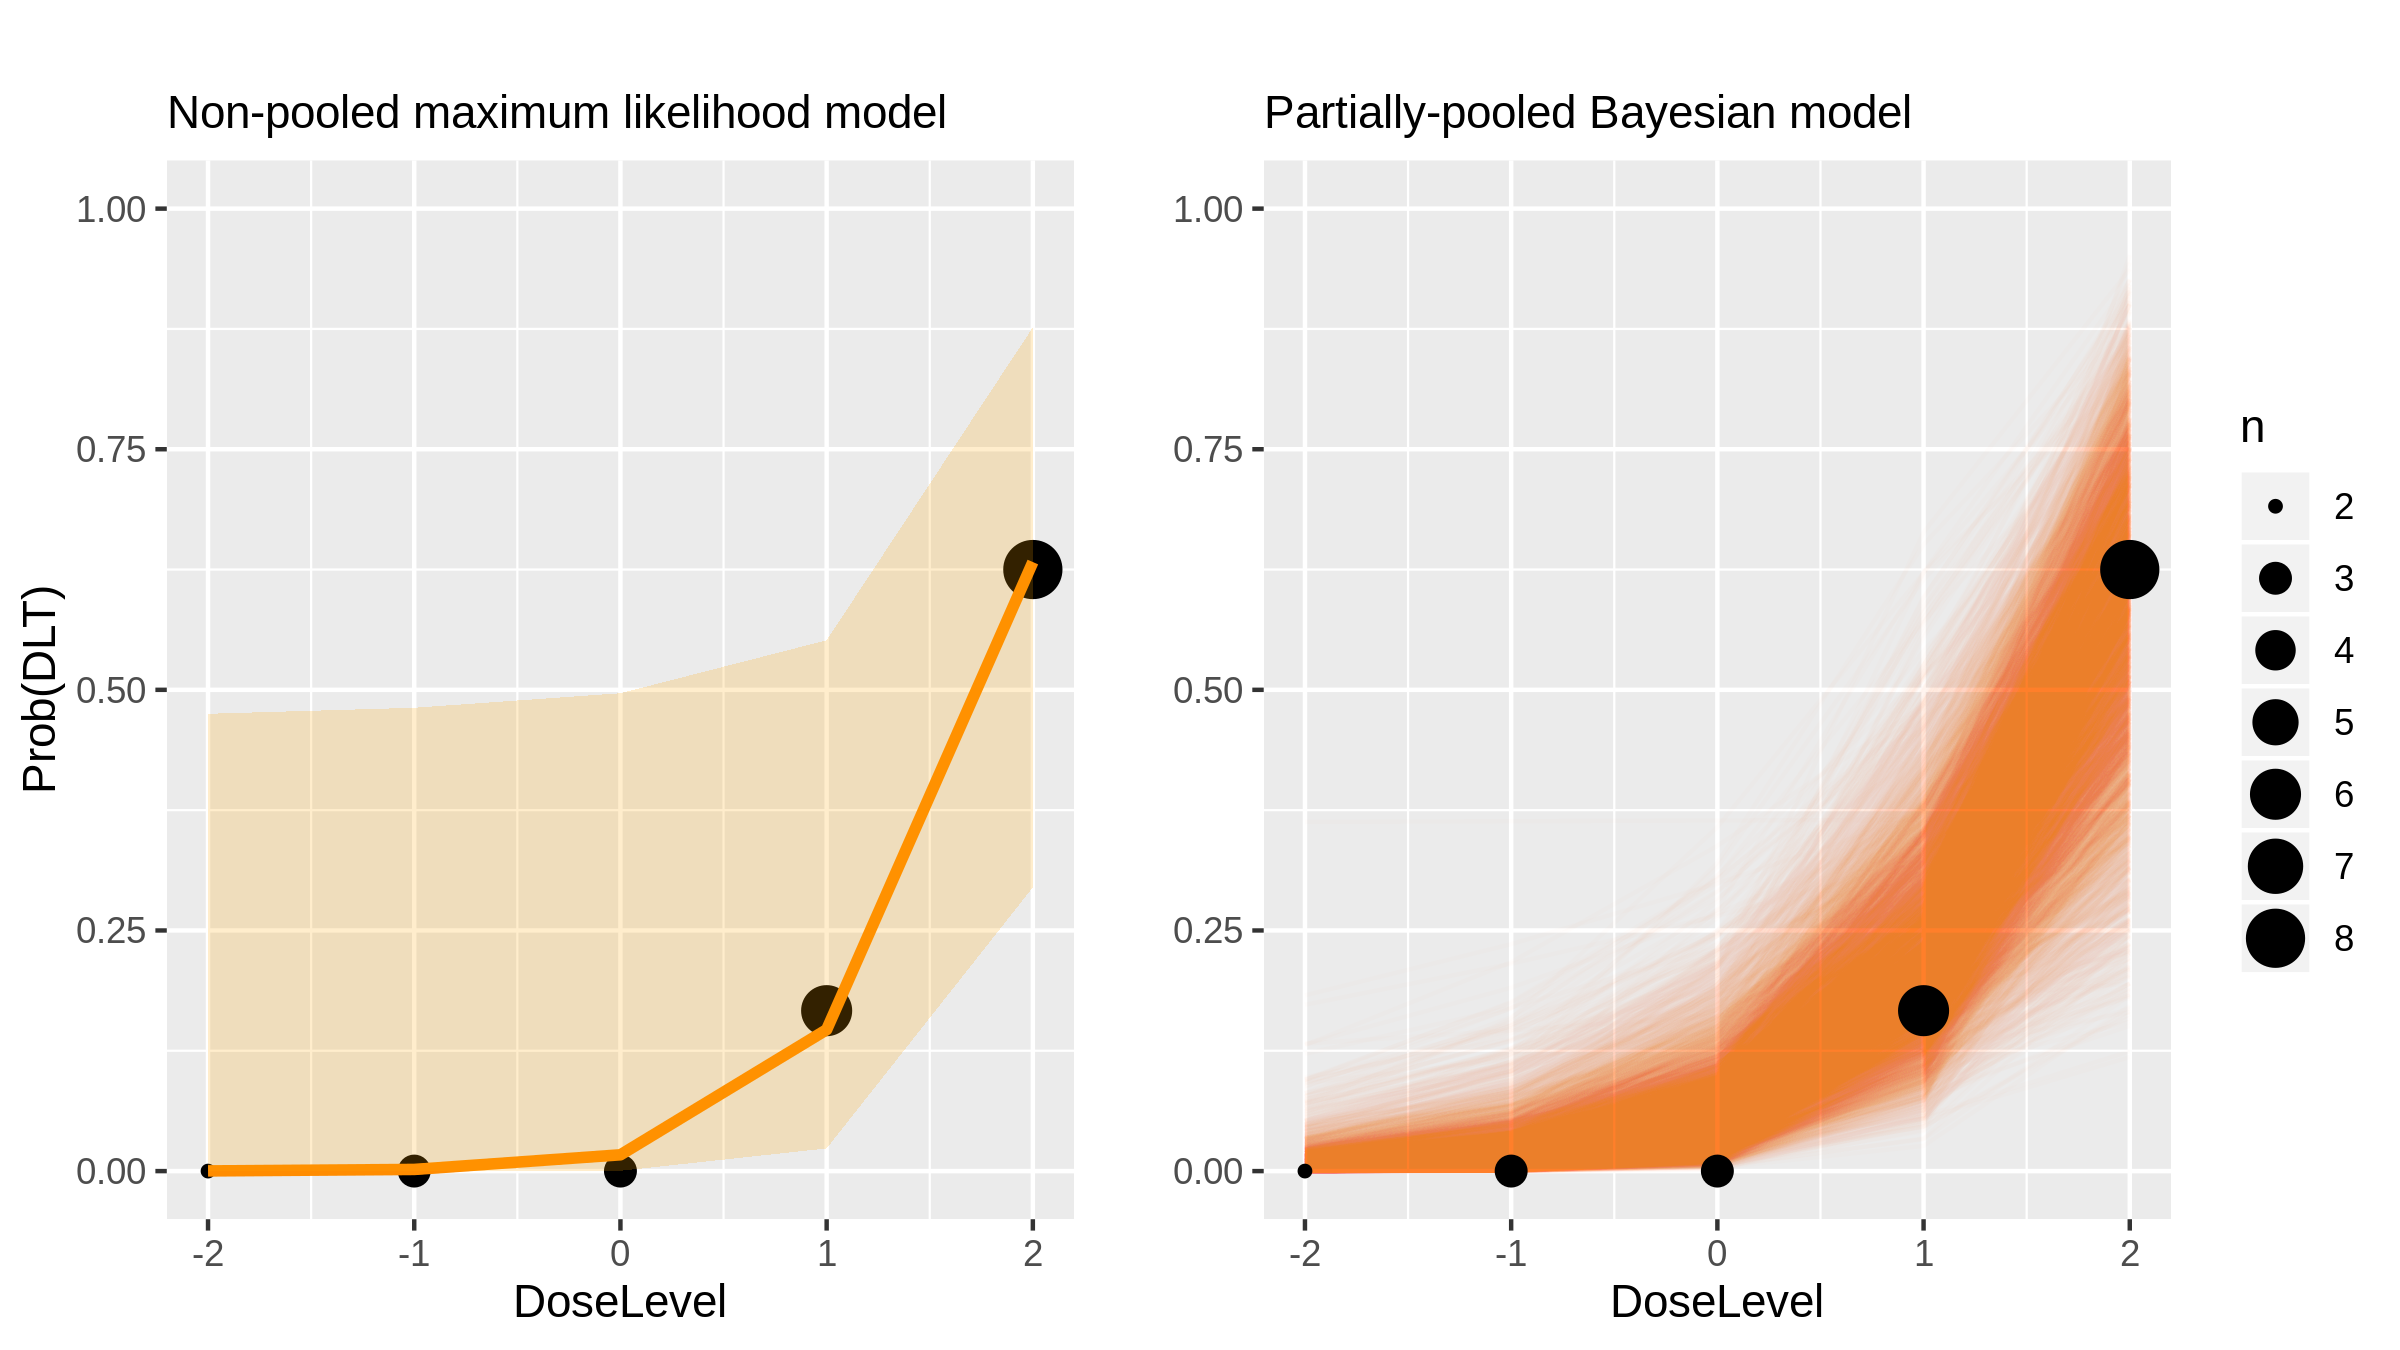 Non-pooled maximum likelihood model
Partially-pooled Bayesian model
Prob(DLT)
1.00
0.75
0.50
0.25
0.00
-2 -1 0 1 2
DoseLevel
1.00
0.75
0.50
0.25
0.00
-2 -1 0 1 2
DoseLevel
n
2
3
4
5
6
7
8